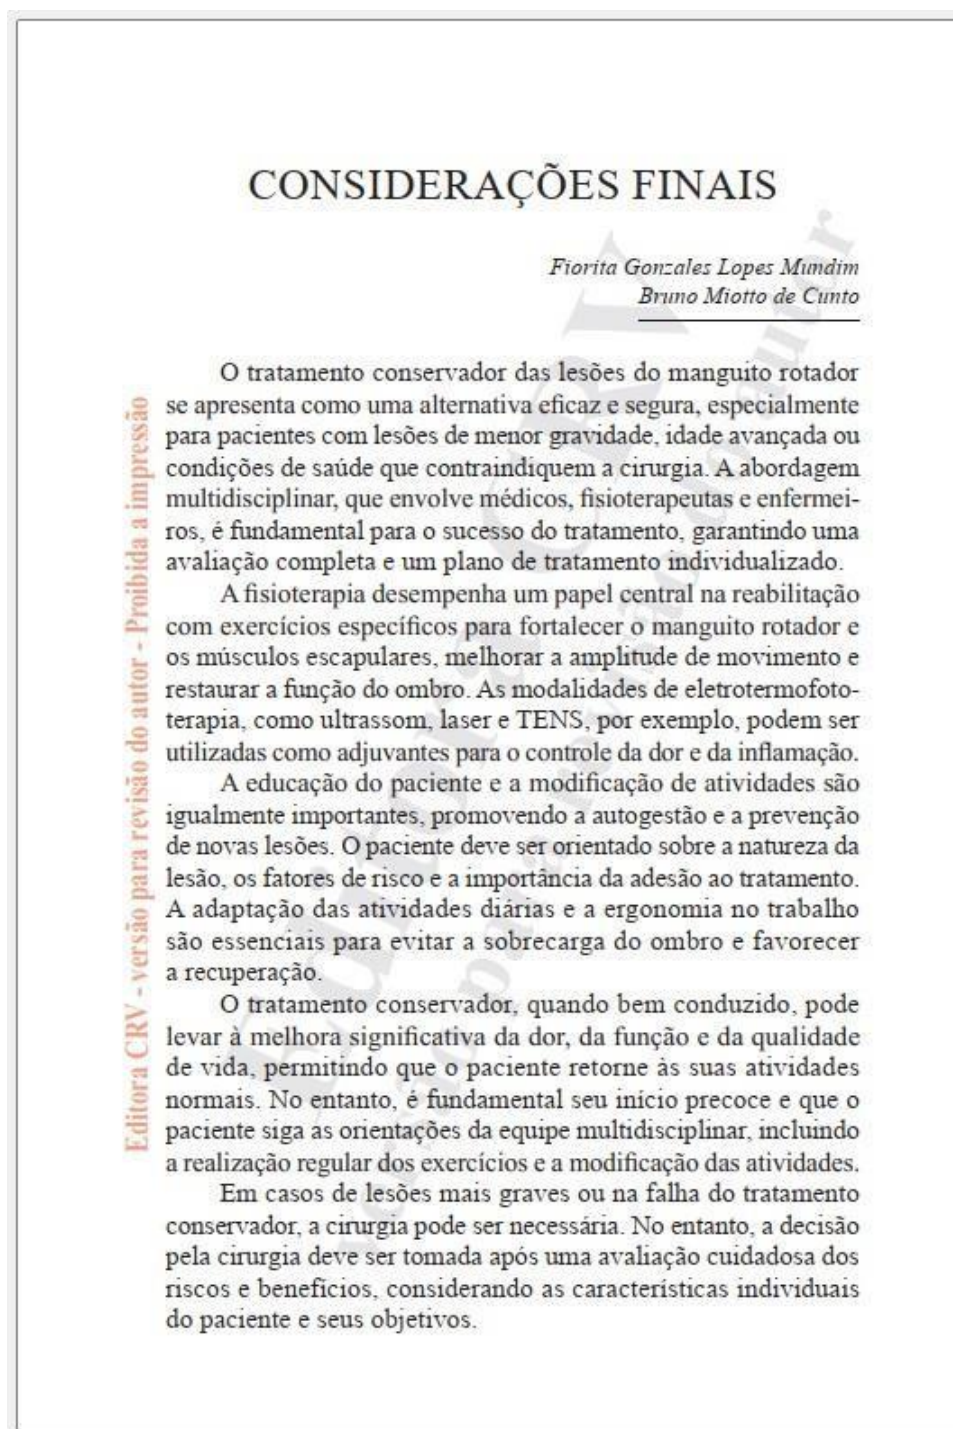 CONSIDERAÇÕES FINAIS
Fiorita Gonzales Lopes Mundim
Bruno Miotto de Cunto
O tratamento conservador das lesões do manguito rotador
se apresenta como uma alternativa eficaz e segura, especialmente
para pacientes com lesões de menor gravidade, idade avançada ou
condições de saúde que contraindiquem a cirurgia. A abordagem
multidisciplinar, que envolve médicos, fisioterapeutas e enfermei-
ros, é fundamental para o sucesso do tratamento, garantindo uma
avaliação completa e um plano de tratamento individualizado.
A fisioterapia desempenha um papel central na reabilitação
com exercícios específicos para fortalecer o manguito rotador e
os músculos escapulares, melhorar a amplitude de movimento e
restaurar a função do ombro. As modalidades de eletrotermofoto-
terapia, como ultrassom, laser e TENS, por exemplo, podem ser
utilizadas como adjuvantes para o controle da dor e da inflamação.
A educação do paciente e a modificação de atividades são
igualmente importantes, promovendo a autogestão e a prevenção
de novas lesões. O paciente deve ser orientado sobre a natureza da
lesão, os fatores de risco e a importância da adesão ao tratamento.
A adaptação das atividades diárias e a ergonomia no trabalho
são essenciais para evitar a sobrecarga do ombro e favorecer
a recuperação.
O tratamento conservador, quando bem conduzido, pode
levar à melhora significativa da dor, da função e da qualidade
de vida, permitindo que o paciente retorne às suas atividades
normais. No entanto, é fundamental seu início precoce e que o
paciente siga as orientações da equipe multidisciplinar, incluindo
a realização regular dos exercícios e a modificação das atividades.
Em casos de lesões mais graves ou na falha do tratamento
conservador, a cirurgia pode ser necessária. No entanto, a decisão
pela cirurgia deve ser tomada após uma avaliação cuidadosa dos
riscos e benefícios, considerando as características individuais
do paciente e seus objetivos.
Editora CRV - versão para revisão do autor - Proibida a impressão
Editora CRV
versão para revisão do autor